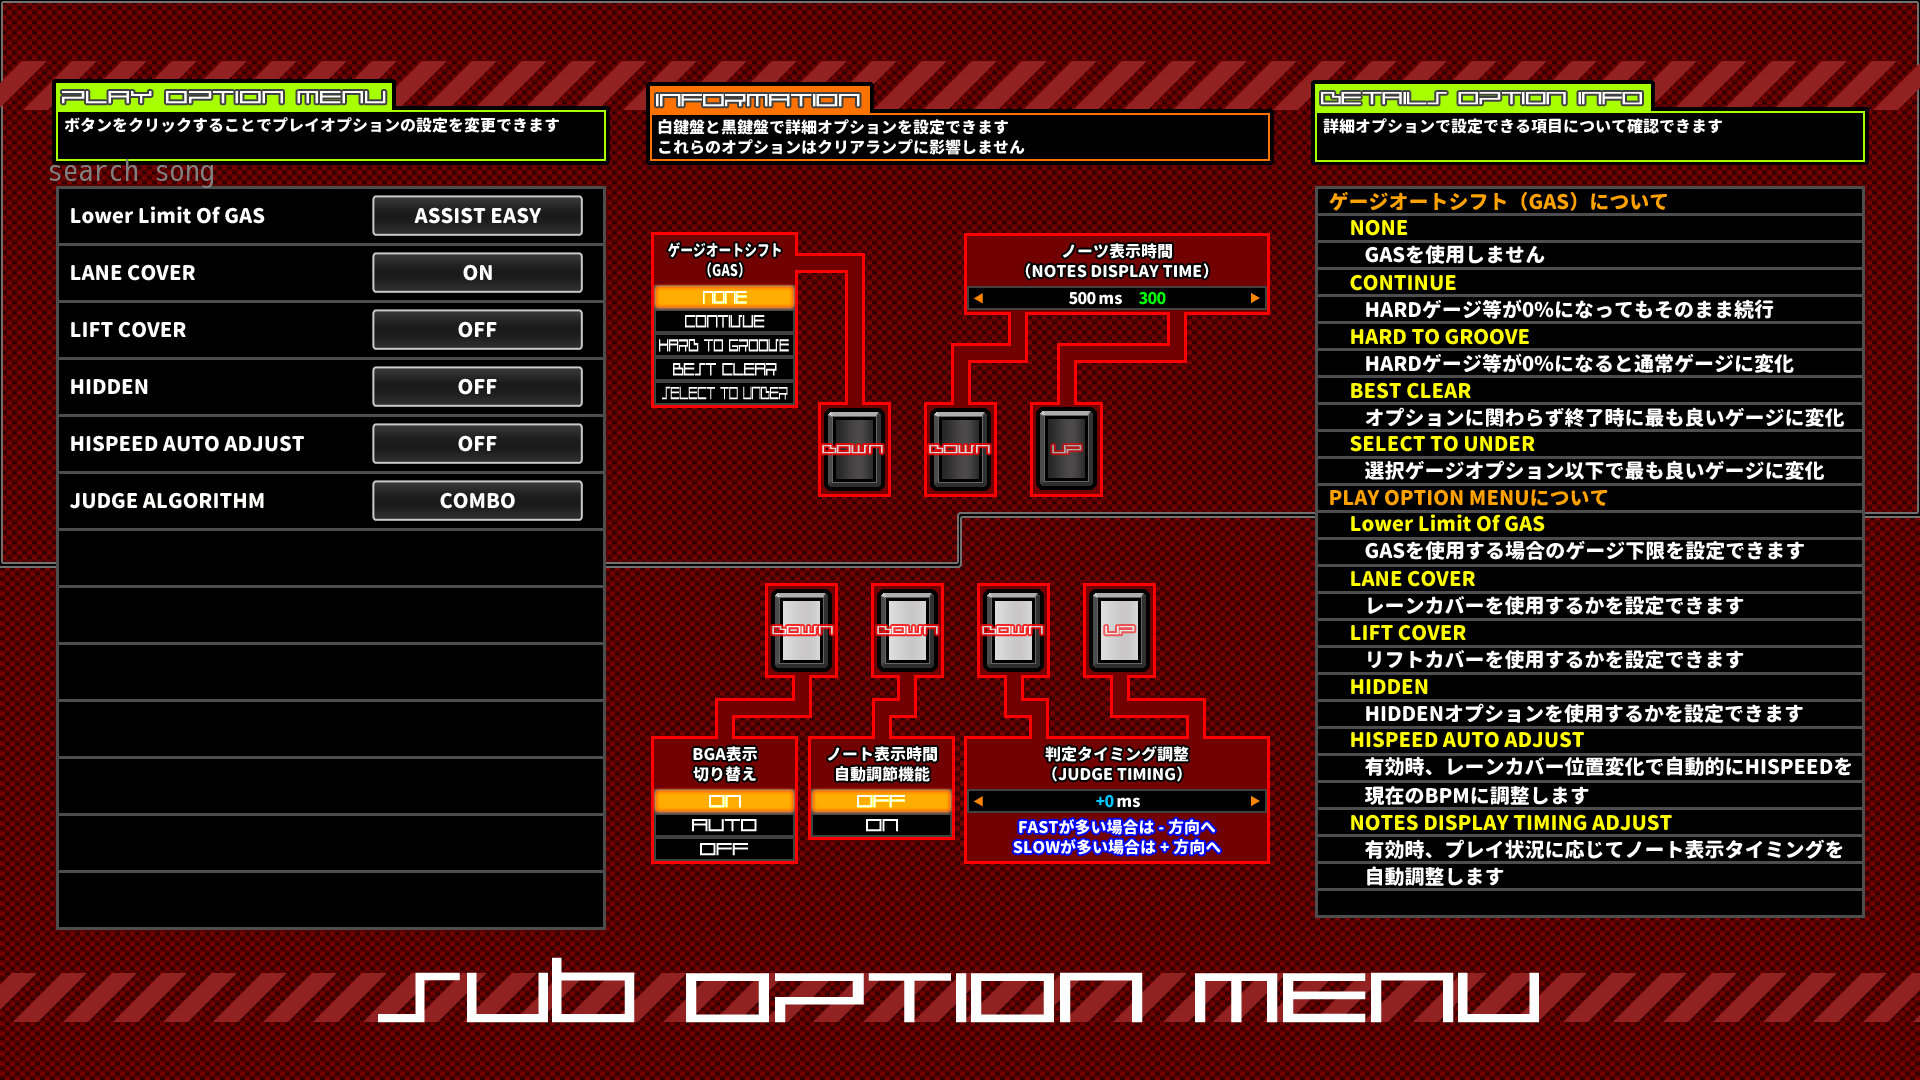 PLAY OPTION MENU
ボタンをクリックすることでプレイオプションの設定を変更できます
search song
Lower Limit Of GAS
ASSIST EASY
LANE COVER
ON
LIFT COVER
OFF
HIDDEN
OFF
HISPEED AUTO ADJUST
OFF
JUDGE ALGORITHM
COMBO
INFORMATION
白鍵盤と黒鍵盤で詳細オプションを設定できます
これらのオプションはクリアランプに影響しません
ゲージオートシフト
（GAS）
NONE
CONTINUE
HARD TO GROOVE
BEST CLEAR
SELECT TO UNDER
ノーツ表示時間
（NOTES DISPLAY TIME）
500 ms 300
DOWN
DOWN
UP
DOWN
DOWN
DOWN
UP
BGA表示
切り替え
ON
AUTO
OFF
ノート表示時間
自動調節機能
OFF
ON
判定タイミング調整
（JUDGE TIMING）
+0 ms
FASTが多い場合は - 方向へ
SLOWが多い場合は + 方向へ
DETAILS OPTION INFO
詳細オプションで設定できる項目について確認できます
ゲージオートシフト（GAS）について
NONE
GASを使用しません
CONTINUE
HARDゲージ等が0%になってもそのまま続行
HARD TO GROOVE
HARDゲージ等が0%になると通常ゲージに変化
BEST CLEAR
オプションに関わらず終了時に最も良いゲージに変化
SELECT TO UNDER
選択ゲージオプション以下で最も良いゲージに変化
PLAY OPTION MENUについて
Lower Limit Of GAS
GASを使用する場合のゲージ下限を設定できます
LANE COVER
レーンカバーを使用するかを設定できます
LIFT COVER
リフトカバーを使用するかを設定できます
HIDDEN
HIDDENオプションを使用するかを設定できます
HISPEED AUTO ADJUST
有効時、レーンカバー位置変化で自動的にHISPEEDを
現在のBPMに調整します
NOTES DISPLAY TIMING ADJUST
有効時、プレイ状況に応じてノート表示タイミングを
自動調整します
SUB OPTION MENU